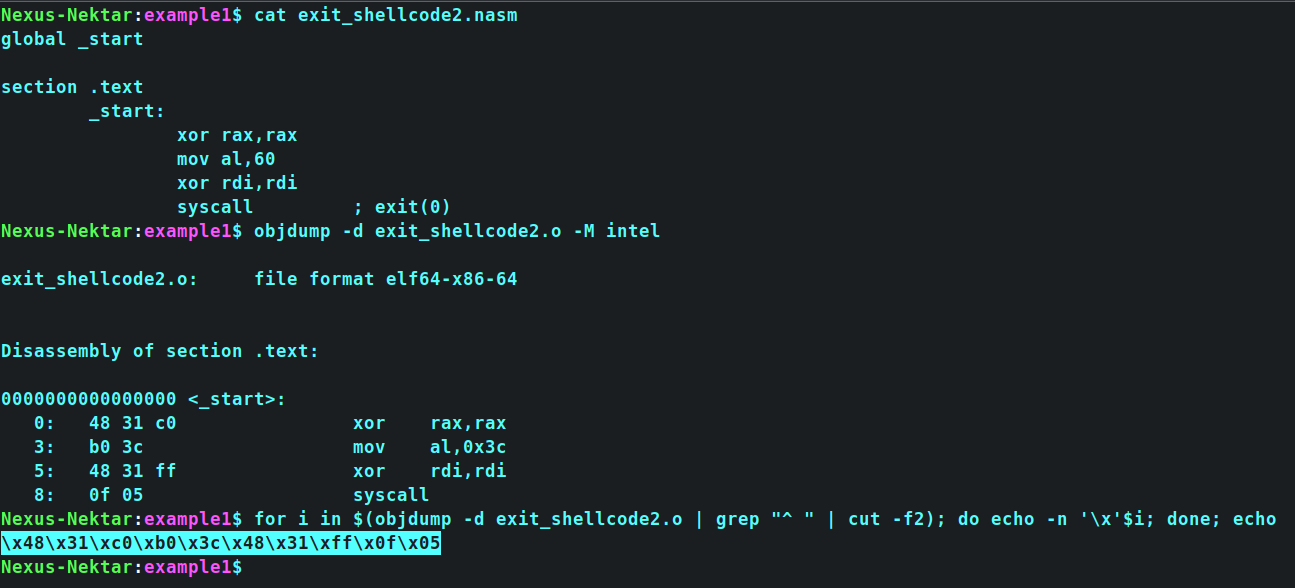 Nexus-Nektar:example1$ cat exit_shellcode2.nasm
global _start
section .text
_start:
xor rax,rax
mov al,60
xor rdi,rdi
syscall ; exit(0)
Nexus-Nektar:example1$ objdump -d exit_shellcode2.o -M intel
exit_shellcode2.o: file format elf64-x86-64
Disassembly of section .text:
0000000000000000 <_start>:
0: 48 31 c0 xor rax,rax
3: b0 3c mov al,0x3c
5: 48 31 ff xor rdi,rdi
8: 0f 05 syscall
Nexus-Nektar:example1$ for i in $(objdump -d exit_shellcode2.o | grep "^ " | cut -f2); do echo -n '\x'$i; done; echo
\x48\x31\xc0\xb0\x3c\x48\x31\xff\x0f\x05
Nexus-Nektar:example1$